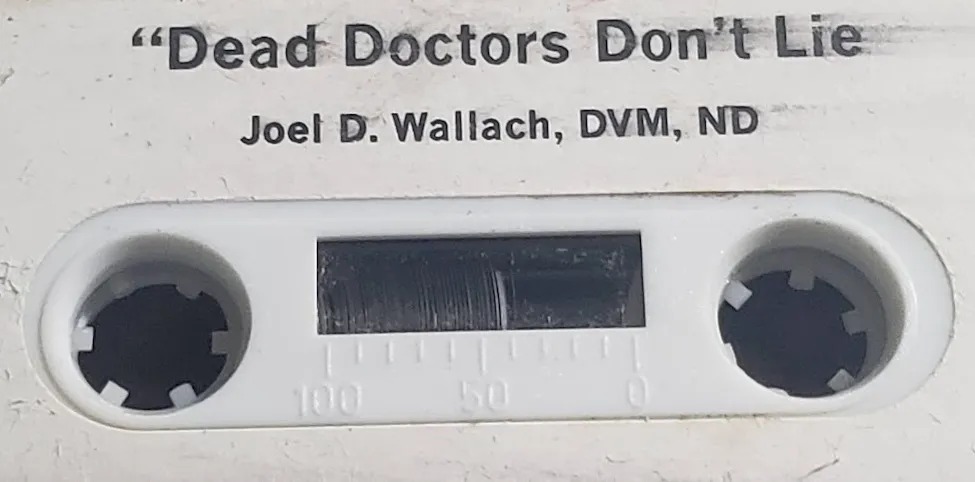 “Dead Doctors Don't Lie
Joel D. Wallach, DVM, ND
100 50 0